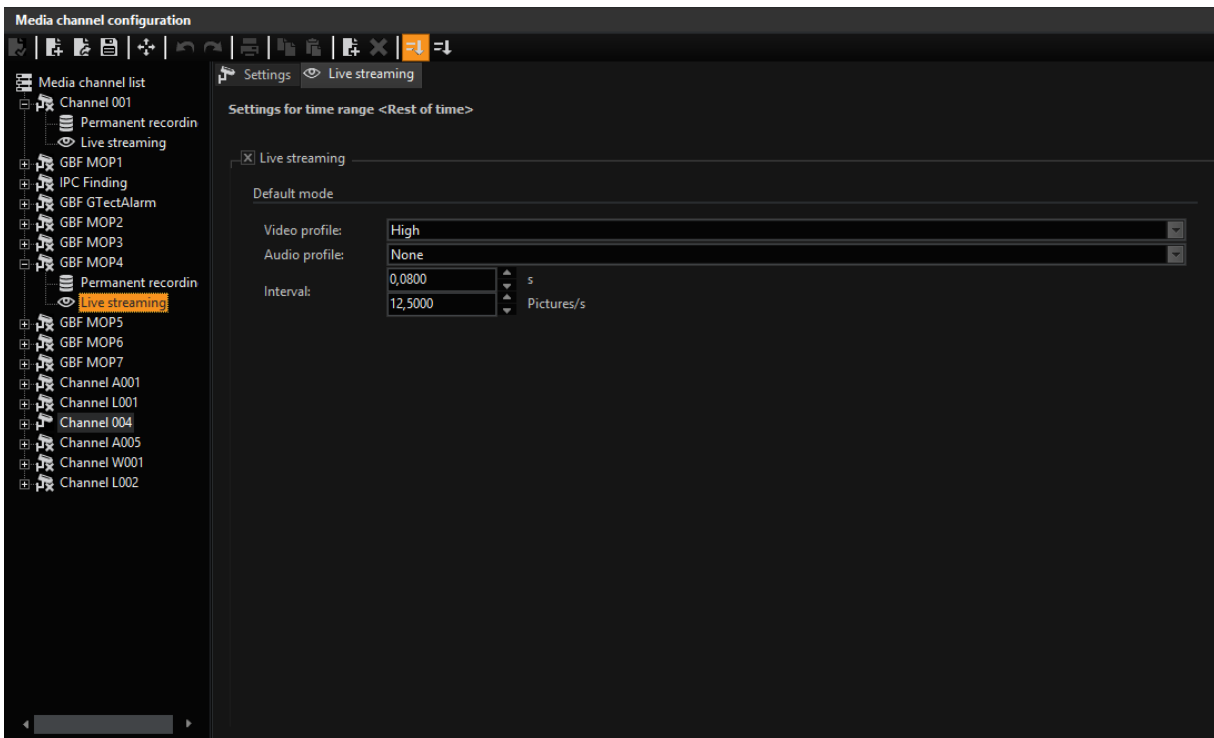 Media channel configuration
Media channel list
Channel 001
Permanent recordin
Live streaming
GBF MOP1
IPC Finding
GBF GTectAlarm
GBF MOP2
GBF MOP3
GBF MOP4
Permanent recordin
Live streaming
GBF MOP5
GBF MOP6
GBF MOP7
Channel A001
Channel L001
Channel 004
Channel A005
Channel W001
Channel L002
Settings Live streaming
Settings for time range <Rest of time>
Live streaming
Default mode
Video profile: High
Audio profile: None
Interval:
0,0800 s
12,5000 Pictures/s